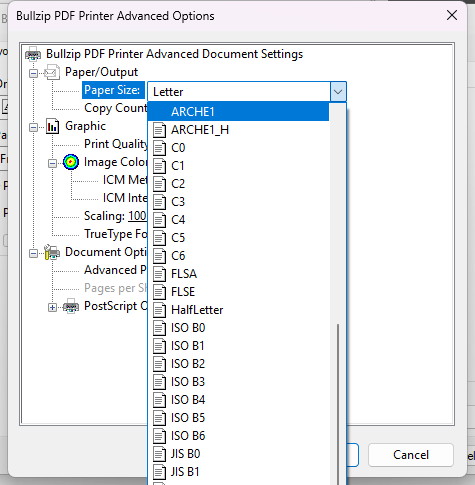 Bullzip PDF Printer Advanced Options
Bullzip PDF Printer Advanced Document Settings
Paper/Output
Paper Size: Letter
Copy Count
ARCHE1
ARCHE1_H
Graphic
Print Quality
C0
Image Color
C1
ICM Met
C2
ICM Inte
C3
Scaling: 100
C4
TrueType Fo
C5
Document Opti
C6
Advanced P
FLSA
Pages per Sh
FLSE
PostScript O
HalfLetter
ISO B0
ISO B1
ISO B2
ISO B3
ISO B4
ISO B5
ISO B6
JIS B0
JIS B1
Cancel